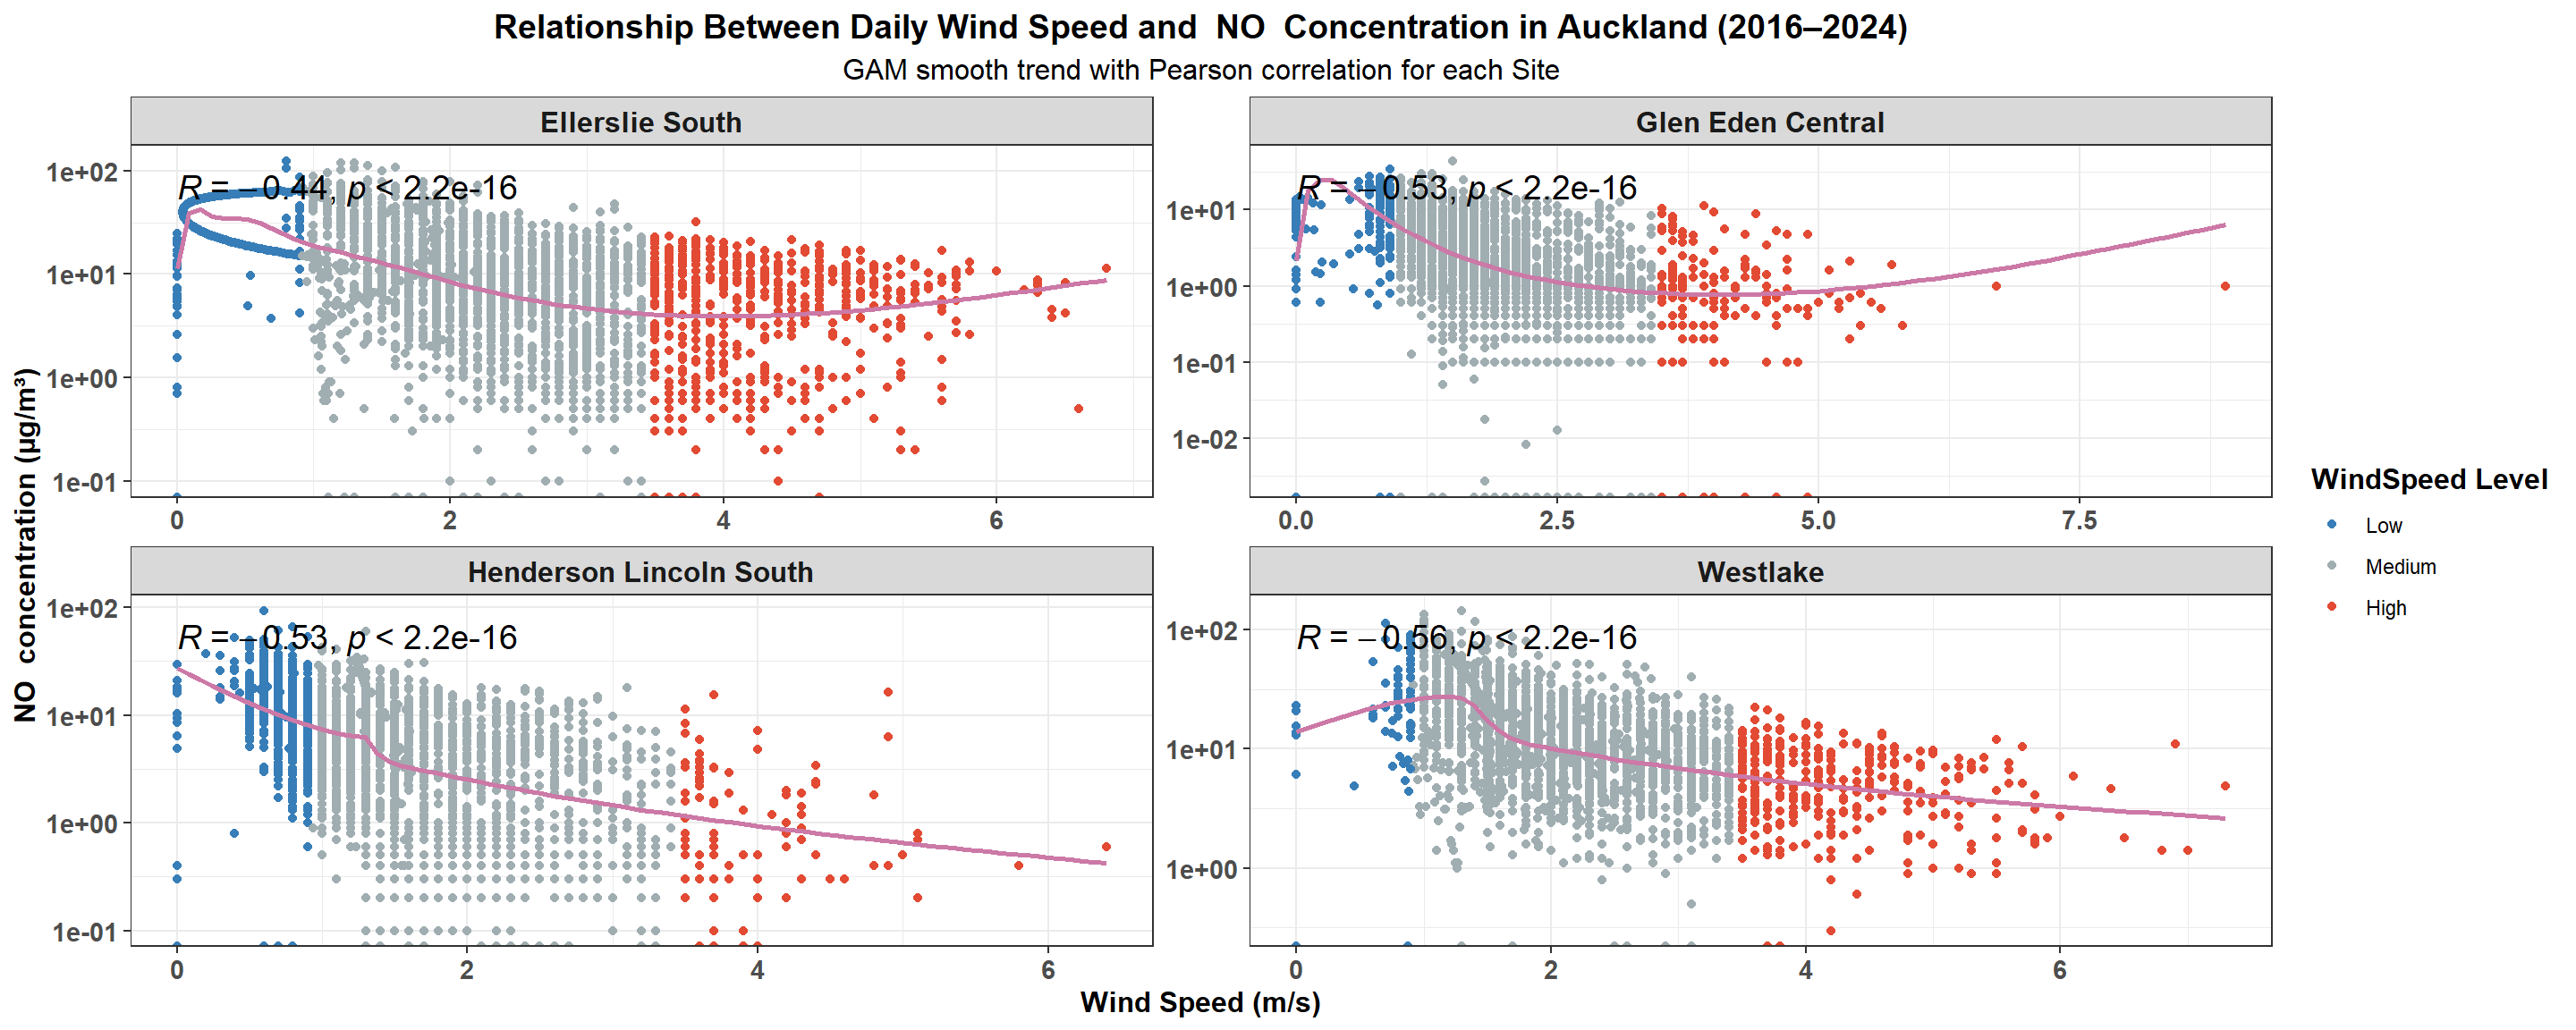 Relationship Between Daily Wind Speed and  NO  Concentration in Auckland (2016–2024)
GAM smooth trend with Pearson correlation for each Site
Ellerslie South
R = −0.44, p < 2.2e-16
1e+02
1e+01
1e+00
1e-01
0 2 4 6
Glen Eden Central
R = −0.53, p < 2.2e-16
1e+01
1e+00
1e-01
1e-02
0.0 2.5 5.0 7.5
Henderson Lincoln South
R = −0.53, p < 2.2e-16
1e+02
1e+01
1e+00
1e-01
0 2 4 6
Westlake
R = −0.56, p < 2.2e-16
1e+02
1e+01
1e+00
0 2 4 6
NO  concentration (µg/m³)
Wind Speed (m/s)
WindSpeed Level
Low
Medium
High